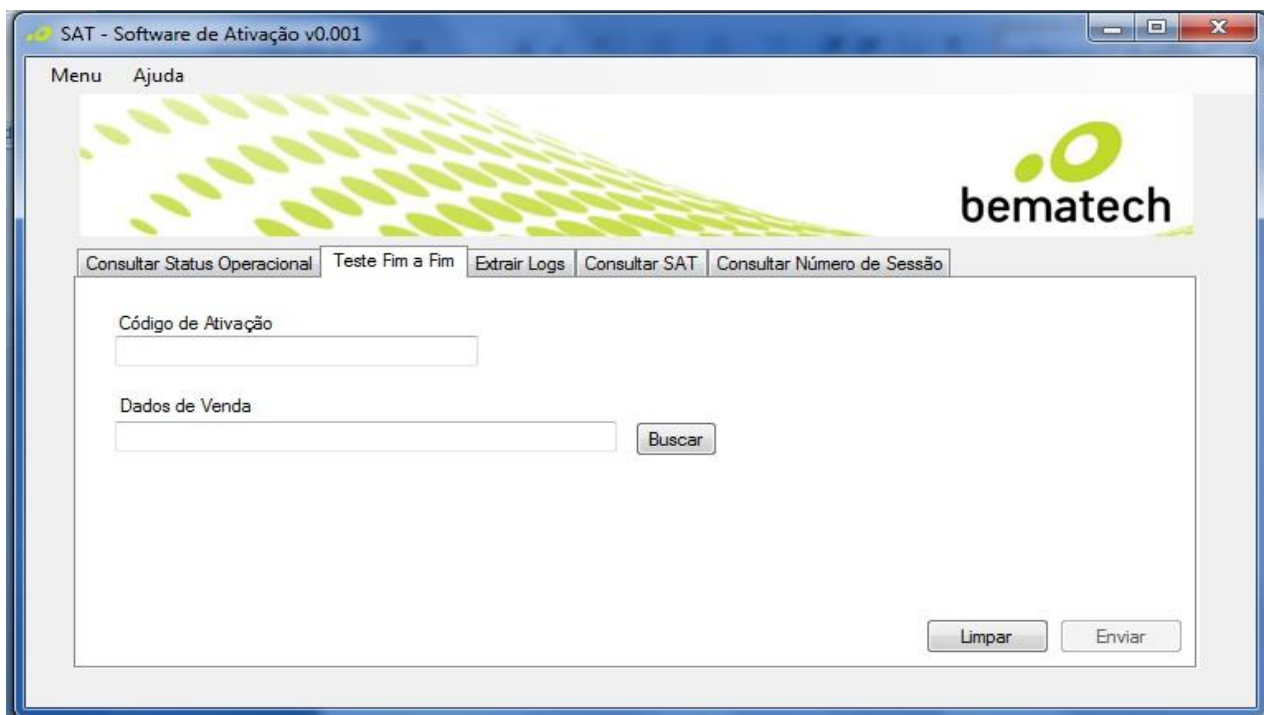 SAT - Software de Ativação v0.001
Menu Ajuda
bematech
Consultar Status Operacional Teste Fim a Fim Extrair Logs Consultar SAT Consultar Número de Sessão
Código de Ativação
Dados de Venda
Buscar
Limpar Enviar